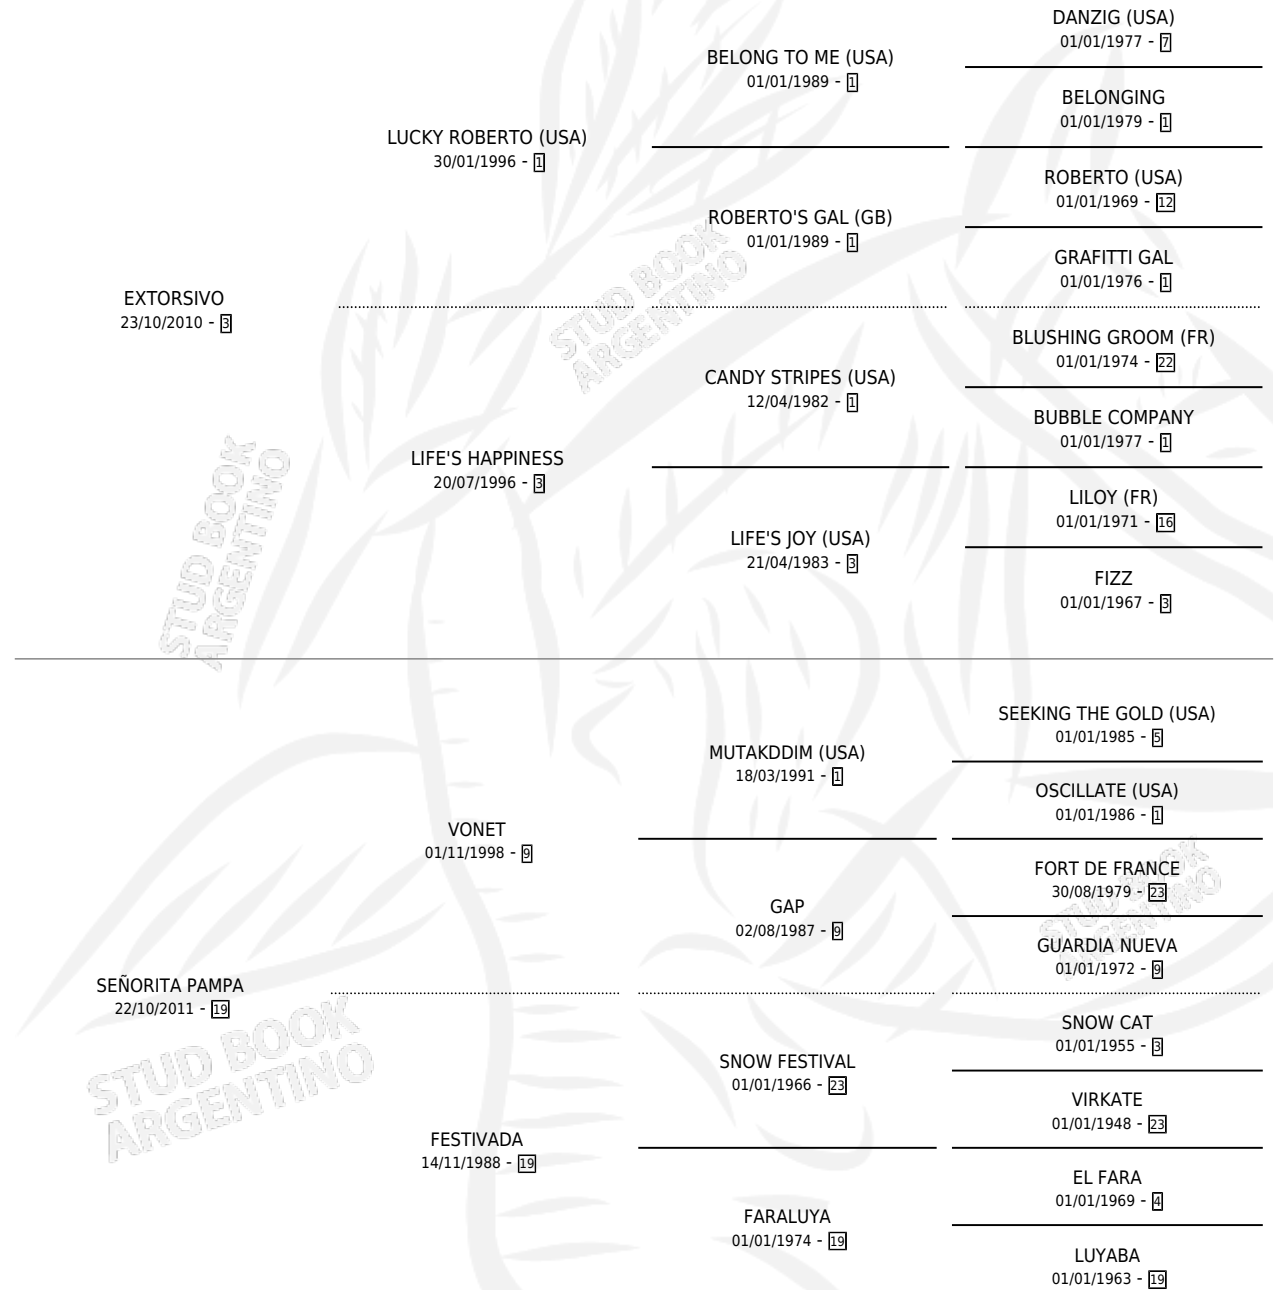 DANZIG (USA)
01/01/1977 - 7
BELONG TO ME (USA)
01/01/1989 - 1
BELONGING
01/01/1979 - 1
LUCKY ROBERTO (USA)
30/01/1996 - 1
ROBERTO (USA)
01/01/1969 - 12
ROBERTO'S GAL (GB)
01/01/1989 - 1
GRAFITTI GAL
01/01/1976 - 1
EXTORSIVO
23/10/2010 - 3
BLUSHING GROOM (FR)
01/01/1974 - 22
CANDY STRIPES (USA)
12/04/1982 - 1
BUBBLE COMPANY
01/01/1977 - 1
LIFE'S HAPPINESS
20/07/1996 - 3
LILOY (FR)
01/01/1971 - 16
LIFE'S JOY (USA)
21/04/1983 - 3
FIZZ
01/01/1967 - 3
STUD BOOK
ARGENTINO
STUD BOOK
ARGENTINO
SEEKING THE GOLD (USA)
01/01/1985 - 5
MUTAKDDIM (USA)
18/03/1991 - 1
OSCILLATE (USA)
01/01/1986 - 1
VONET
01/11/1998 - 9
FORT DE FRANCE
30/08/1979 - 23
GAP
02/08/1987 - 9
GUARDIA NUEVA
01/01/1972 - 9
SEÑORITA PAMPA
22/10/2011 - 19
SNOW CAT
01/01/1955 - 3
SNOW FESTIVAL
01/01/1966 - 23
VIRKATE
01/01/1948 - 23
FESTIVADA
14/11/1988 - 19
EL FARA
01/01/1969 - 4
FARALUYA
01/01/1974 - 19
LUYABA
01/01/1963 - 19
STUD BOOK
ARGENTINO
STUD BOOK
ARGENTINO